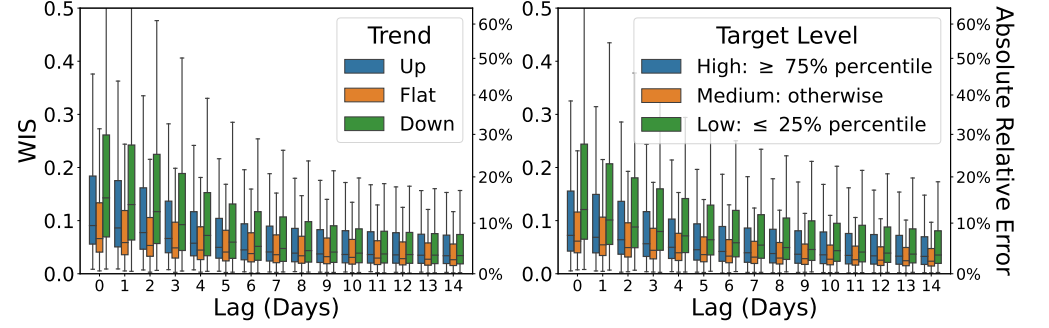 Trend
Up
Flat
Down
WIS
0.5
0.4
0.3
0.2
0.1
0.0
60%
50%
40%
30%
20%
10%
0%
0 1 2 3 4 5 6 7 8 9 10 11 12 13 14
Lag (Days)
Target Level
High: ≥ 75% percentile
Medium: otherwise
Low: ≤ 25% percentile
0.5
0.4
0.3
0.2
0.1
0.0
60%
50%
40%
30%
20%
10%
0%
Absolute Relative Error
0 1 2 3 4 5 6 7 8 9 10 11 12 13 14
Lag (Days)